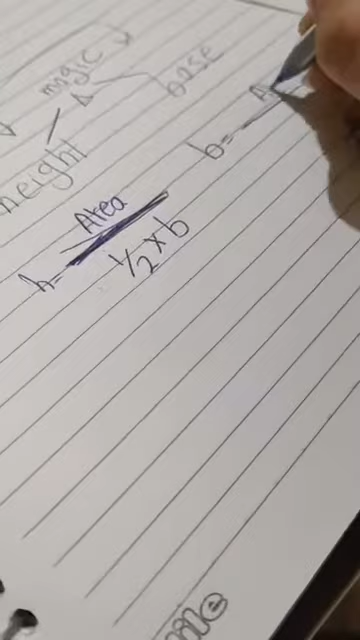 magic
Δ
base
height
b = A
h = Area
½ × b